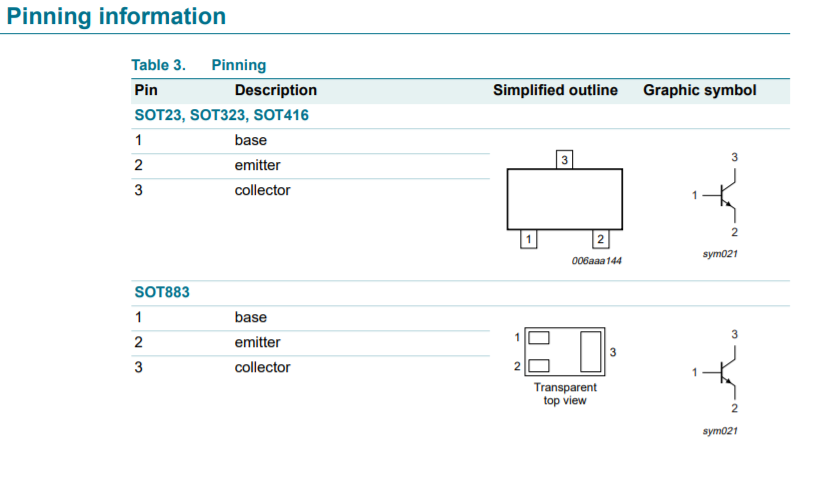 Pinning information
Table 3. Pinning
Pin Description Simplified outline Graphic symbol
SOT23, SOT323, SOT416
1 base
2 emitter
3 collector
3
1 2
006aaa144
3
1
2
sym021
SOT883
1 base
2 emitter
3 collector
1
2
3
Transparent
top view
3
1
2
sym021